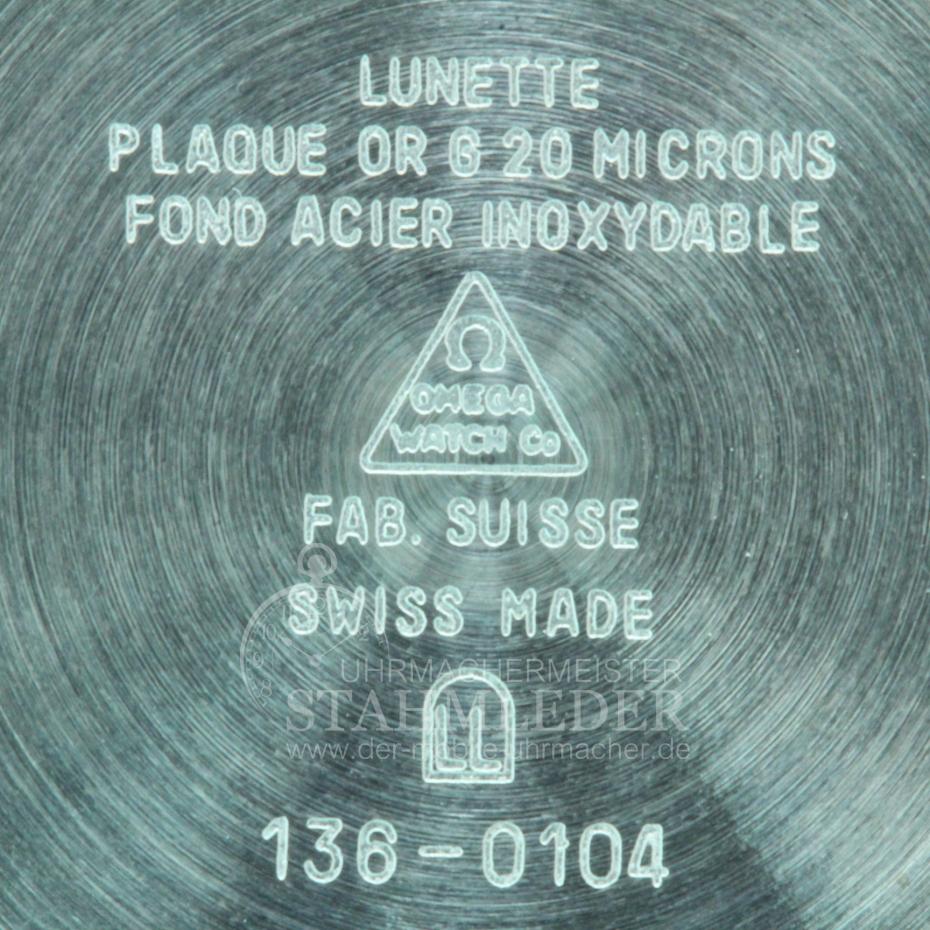 LUNETTE
PLAQUE OR G 20 MICRONS
FOND ACIER INOXYDABLE
Ω
OMEGA
WATCH Co
FAB. SUISSE
SWISS MADE
UHRMACHERMEISTER
STAHMLEDER
LL
www.der-mobile-uhrmacher.de
136-0104